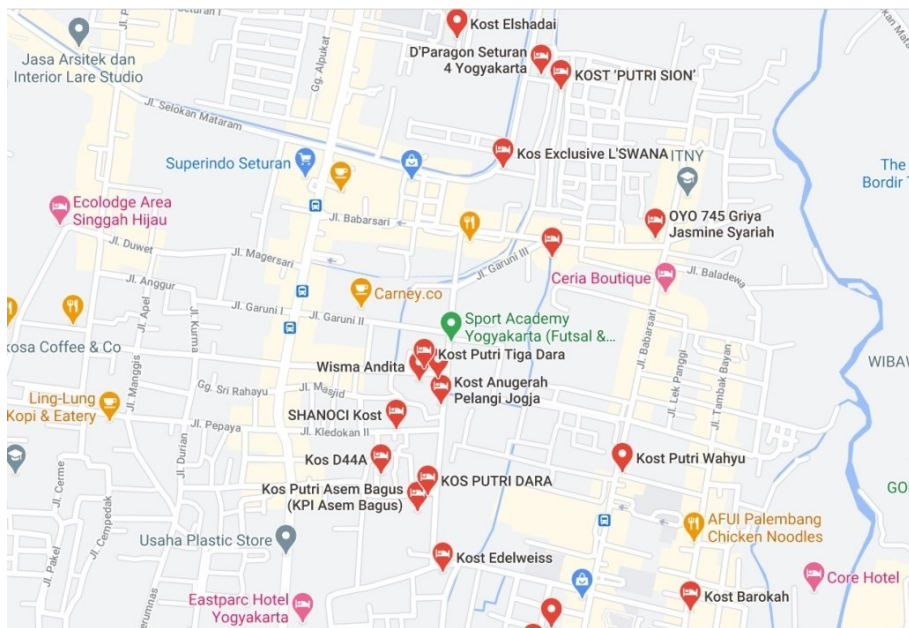 Kost Elshadai
Jasa Arsitek dan
Interior Lare Studio
Jl. P
Gg. Alpukat
D'Paragon Seturan
4 Yogyakarta
KOST 'PUTRI SION'
Selokan Mataram
Jl. Selokan Mataram
Superindo Seturan
Kos Exclusive L'SWANA
ITNY
The
Bordir T
Ecolodge Area
Singgah Hijau
Jl. Babarsari
OYO 745 Griya
Jasmine Syariah
Jl. Duwet
Jl. Magersari
Jl. Garuni III
Jl. Anggur
Carney.co
Ceria Boutique
Jl. Baladewa
Jl. Garuni I
Jl. Garuni II
Sport Academy
Yogyakarta (Futsal &...
Jl. Apel
Jl. Kurma
kosa Coffee & Co
Jl. Babarsari
Kost Putri Tiga Dara
Wisma Andita
WIBAW
Jl. Manggis
Gg. Sri Rahayu
Jl. Masjid
Kost Anugerah
Pelangi Jogja
Jl. Lek Panggi
Jl. Tambak Bayan
Ling-Lung
Kopi & Eatery
SHANOCI Kost
Jl. Pepaya
Jl. Kledokan II
Jl. Durian
Kos D44A
Kost Putri Wahyu
Jl. Cerme
KOS PUTRI DARA
Kos Putri Asem Bagus
(KPI Asem Bagus)
GO
Jl. Cempedak
AFUI Palembang
Chicken Noodles
Usaha Plastic Store
Jl. Pakel
Kost Edelweiss
Core Hotel
Kost Barokah
Eastparc Hotel
Yogyakarta
erumnas